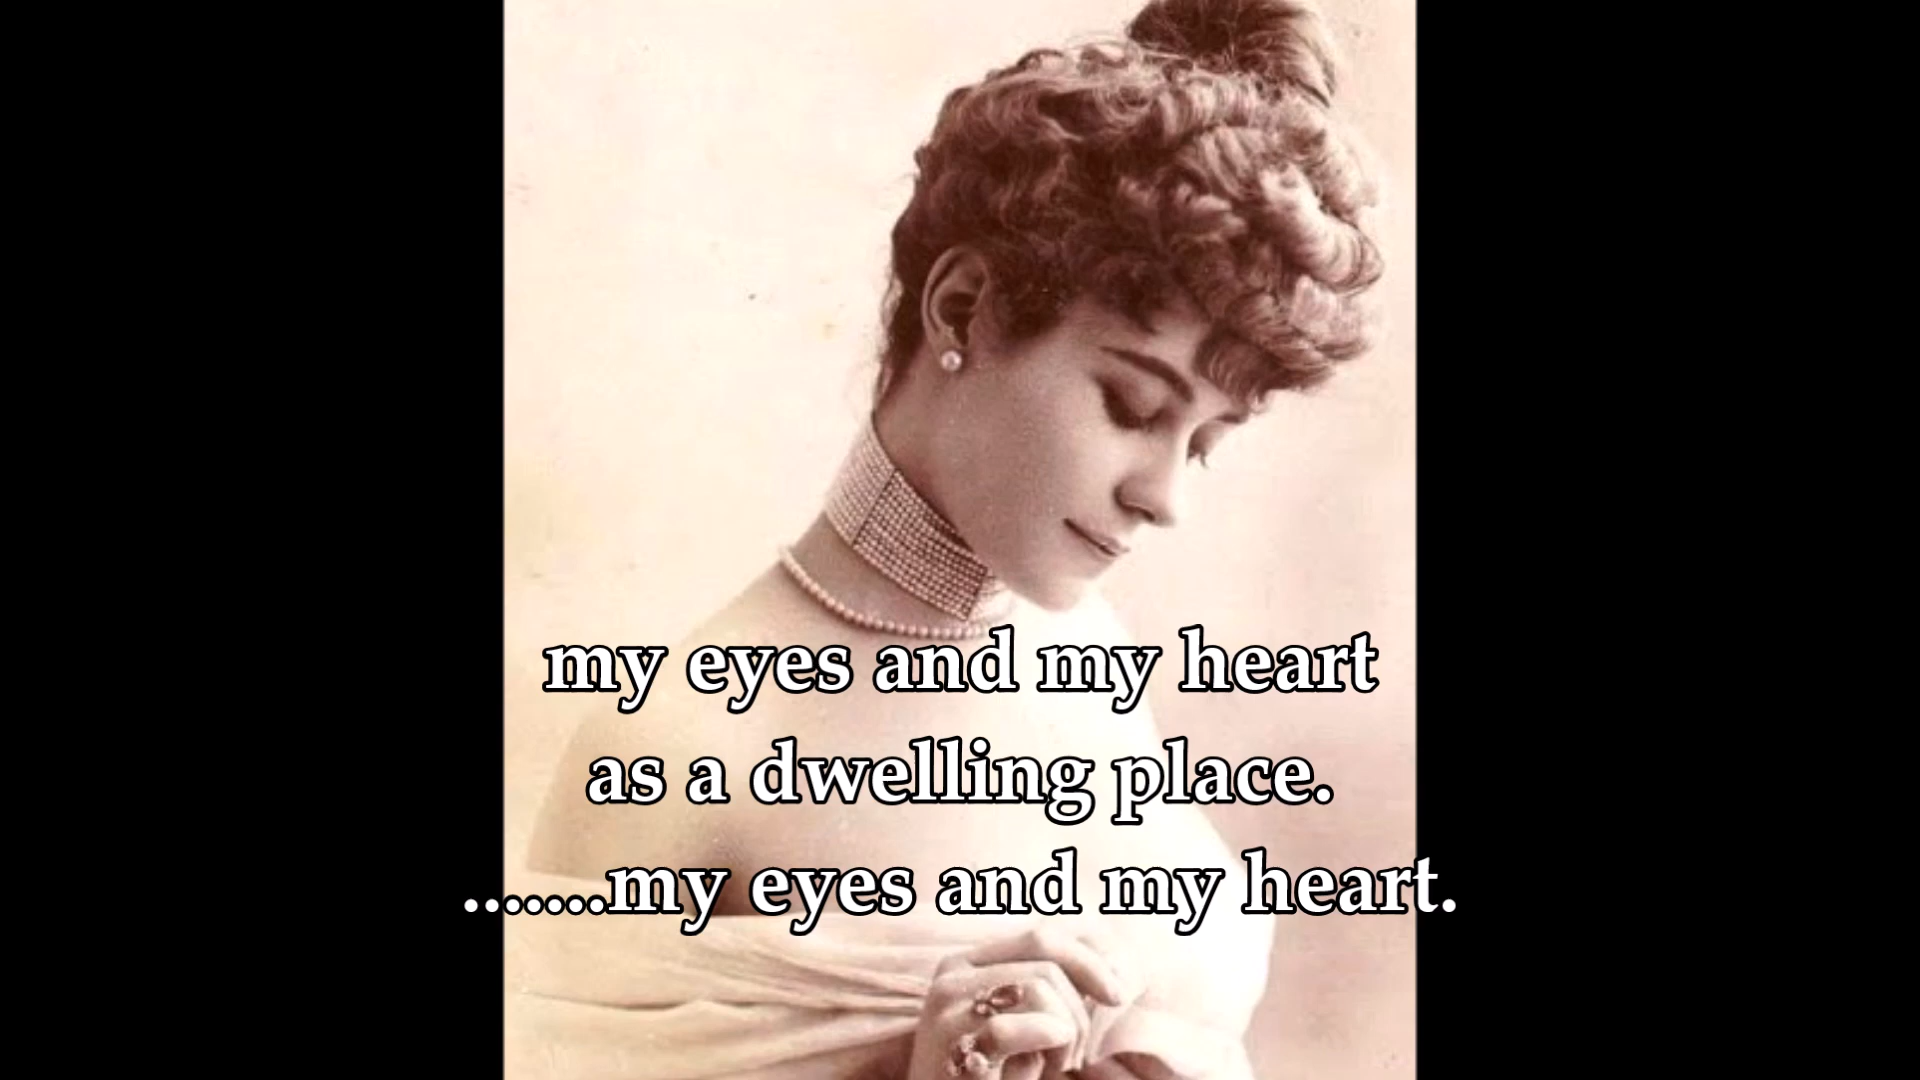 my eyes and my heart
as a dwelling place.
.......my eyes and my heart.